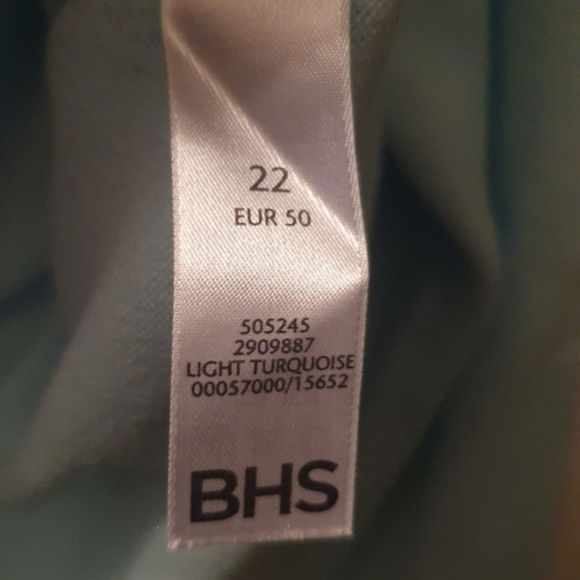 22
EUR 50
505245
2909887
LIGHT TURQUOISE
00057000/15652
BHS